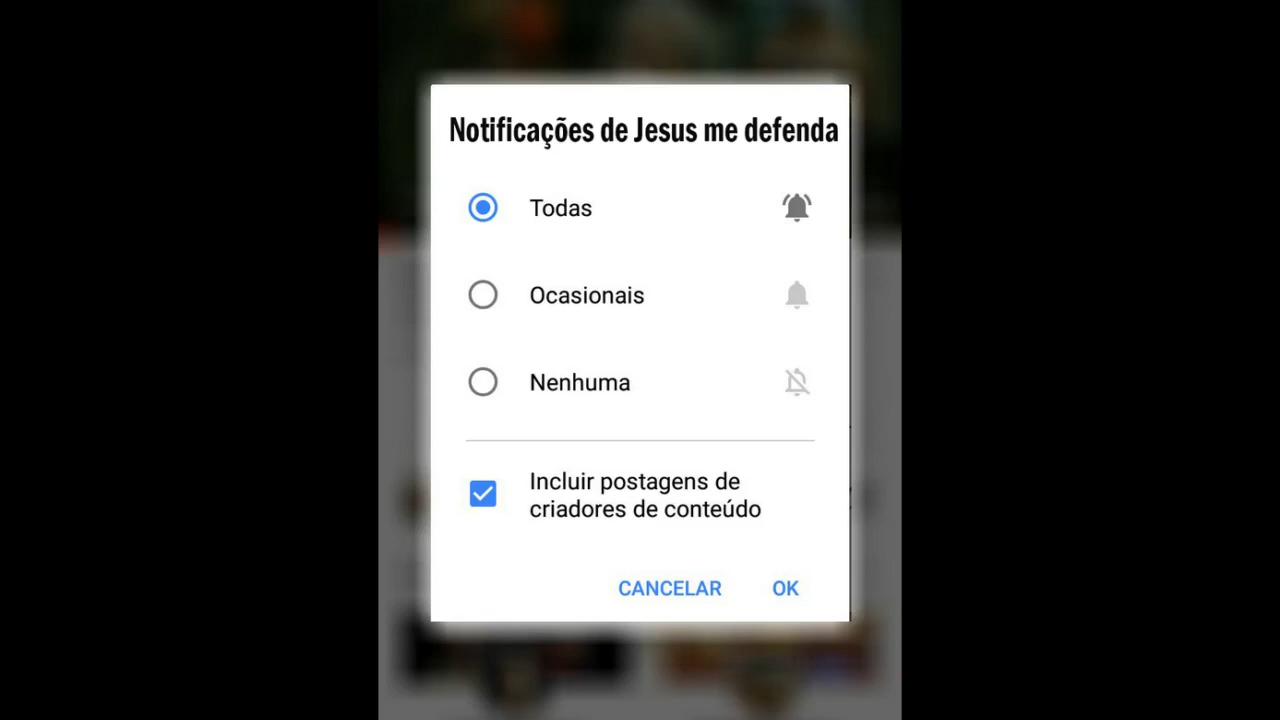 Notificações de Jesus me defenda
Todas
Ocasionais
Nenhuma
Incluir postagens de
criadores de conteúdo
CANCELAR OK